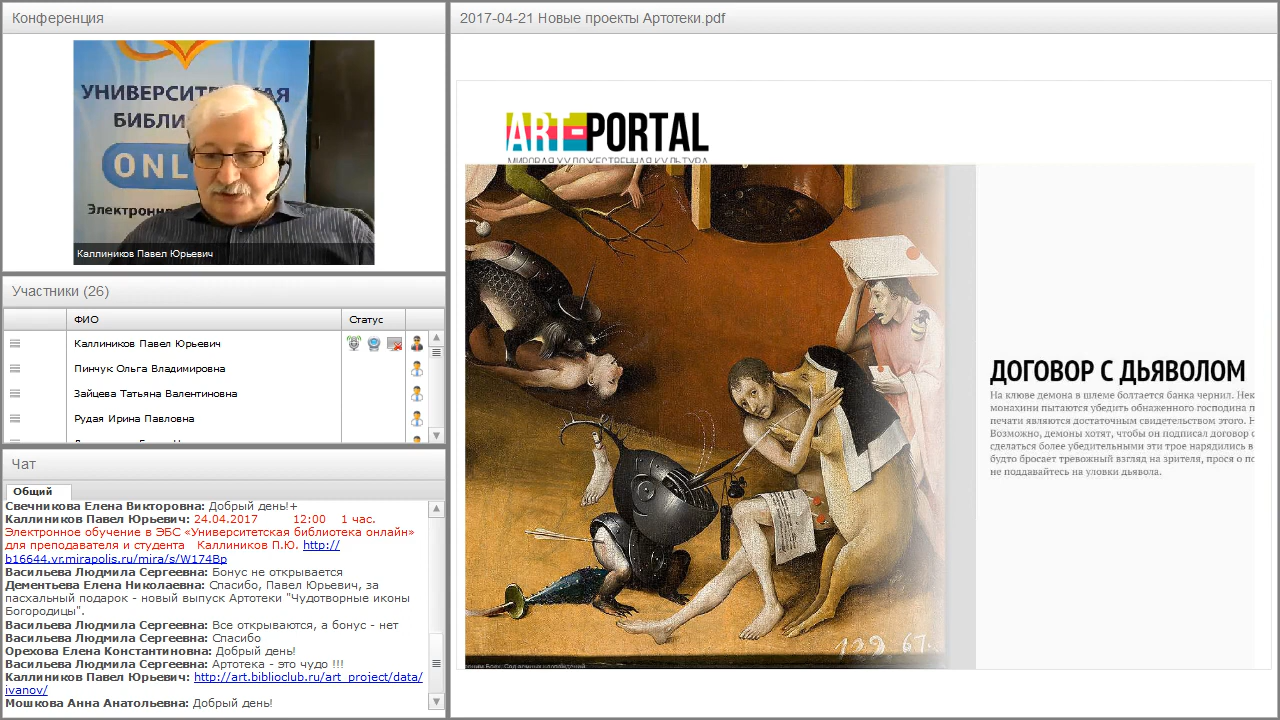 Конференция
УНИВЕРСИТЕТСКАЯ
БИБЛИ
ONL
Электронн
Каллиников Павел Юрьевич
Участники (26)
ФИО
Статус
Каллиников Павел Юрьевич
Пинчук Ольга Владимировна
Зайцева Татьяна Валентиновна
Рудая Ирина Павловна
Чат
Общий
Свечникова Елена Викторовна: Добрый день!+
Каллиников Павел Юрьевич: 24.04.2017 12:00 1 час.
Электронное обучение в ЭБС «Университетская библиотека онлайн»
для преподавателя и студента Каллиников П.Ю. http://
b16644.vr.mirapolis.ru/mira/s/W174Bp
Васильева Людмила Сергеевна: Бонус не открывается
Дементьева Елена Николаевна: Спасибо, Павел Юрьевич, за
пасхальный подарок - новый выпуск Артотеки "Чудотворные иконы
Богородицы".
Васильева Людмила Сергеевна: Все открываются, а бонус - нет
Васильева Людмила Сергеевна: Спасибо
Орехова Елена Константиновна: Добрый день!
Васильева Людмила Сергеевна: Артотека - это чудо !!!
Каллиников Павел Юрьевич: http://art.biblioclub.ru/art_project/data/
ivanov/
Мошкова Анна Анатольевна: Добрый день!
2017-04-21 Новые проекты Артотеки.pdf
ART-PORTAL
МИРОВАЯ ХУДОЖЕСТВЕННАЯ КУЛЬТУРА
ДОГОВОР С ДЬЯВОЛОМ
На клюве демона в шлеме болтается банка чернил. Нек
монахини пытаются убедить обнаженного господина п
печати являются достаточным свидетельством этого. Н
Возможно, демоны хотят, чтобы он подписал договор с
сделаться более убедительными эти трое нарядились в
будто бросает тревожный взгляд на зрителя, прося о по
не поддавайтесь на уловки дьявола.